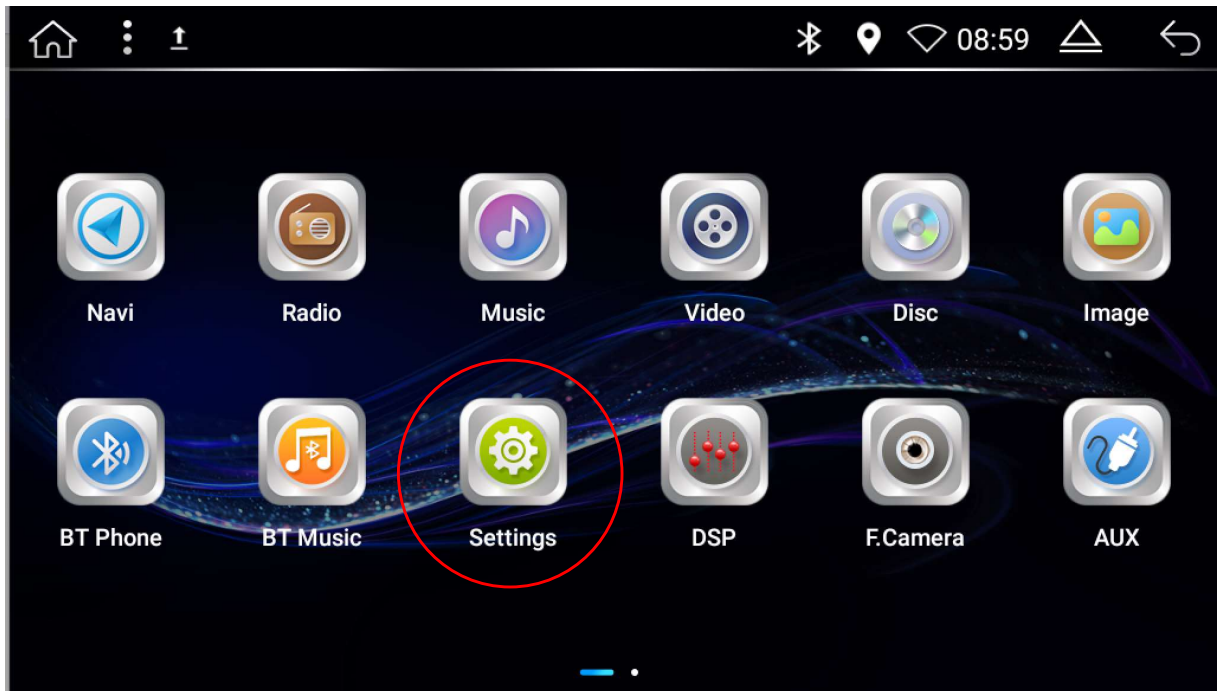 08:59
Navi Radio Music Video Disc Image
BT Phone BT Music Settings DSP F.Camera AUX